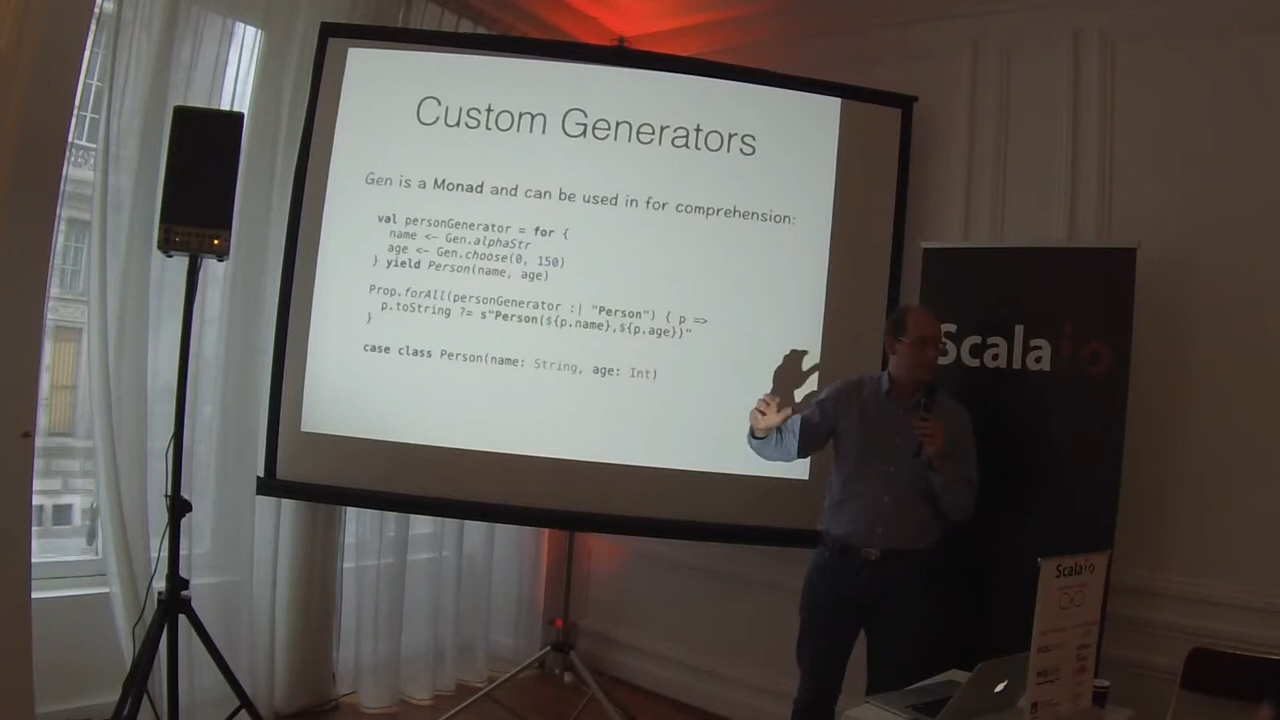 Custom Generators
Gen is a Monad and can be used in for comprehension:
val personGenerator = for {
name <- Gen.alphaStr
age <- Gen.choose(0, 150)
} yield Person(name, age)
Prop.forAll(personGenerator :| "Person") { p =>
p.toString ?= s"Person(${p.name},${p.age})"
}
case class Person(name: String, age: Int)
Scala io
Scala io